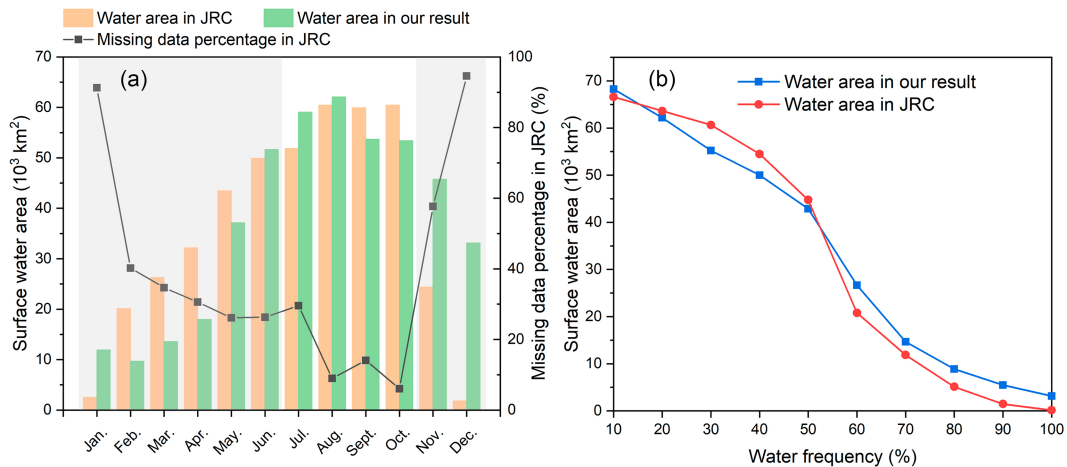 Water area in JRC Water area in our result
Missing data percentage in JRC
(a)
Surface water area (10³ km²)
70
60
50
40
30
20
10
0
Jan. Feb. Mar. Apr. May. Jun. Jul. Aug. Sept. Oct. Nov. Dec.
100
80
60
40
20
0
Missing data percentage in JRC (%)
(b)
Water area in our result
Water area in JRC
Surface water area (10³ km²)
70
60
50
40
30
20
10
0
10 20 30 40 50 60 70 80 90 100
Water frequency (%)